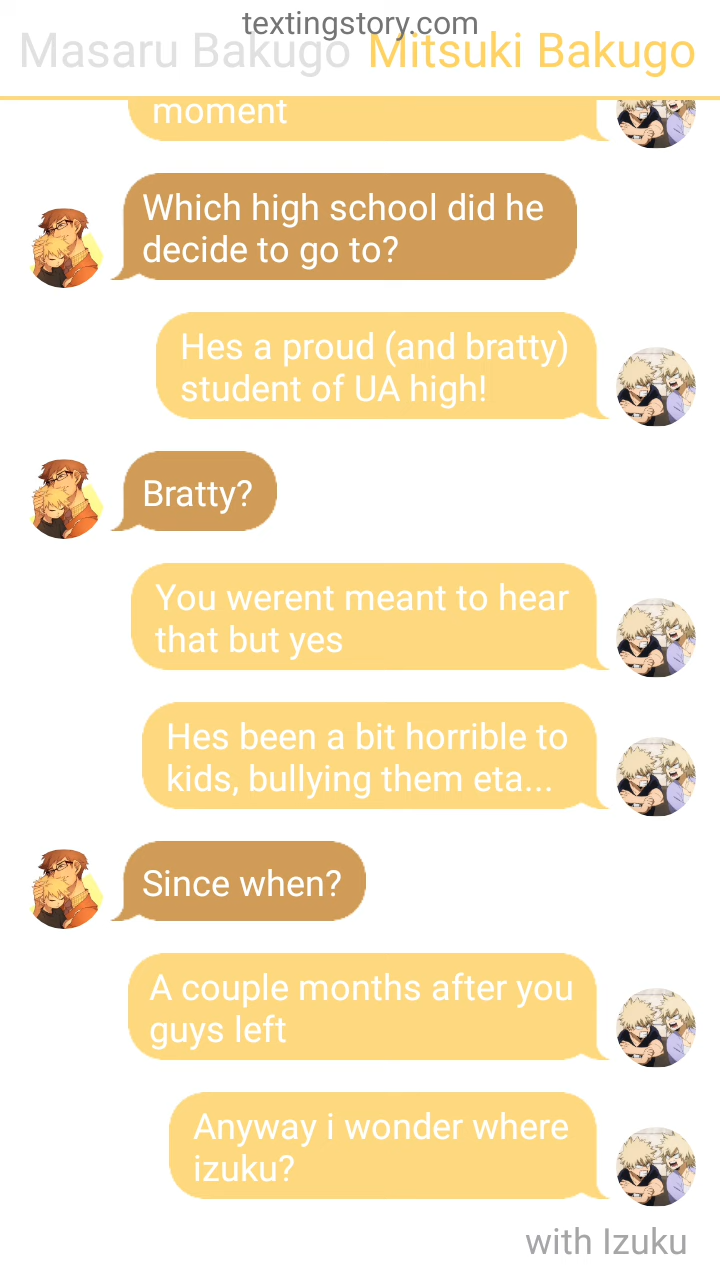 textingstory.com
Masaru Bakugo Mitsuki Bakugo
moment
Which high school did he
decide to go to?
Hes a proud (and bratty)
student of UA high!
Bratty?
You werent meant to hear
that but yes
Hes been a bit horrible to
kids, bullying them eta...
Since when?
A couple months after you
guys left
Anyway i wonder where
izuku?
with Izuku